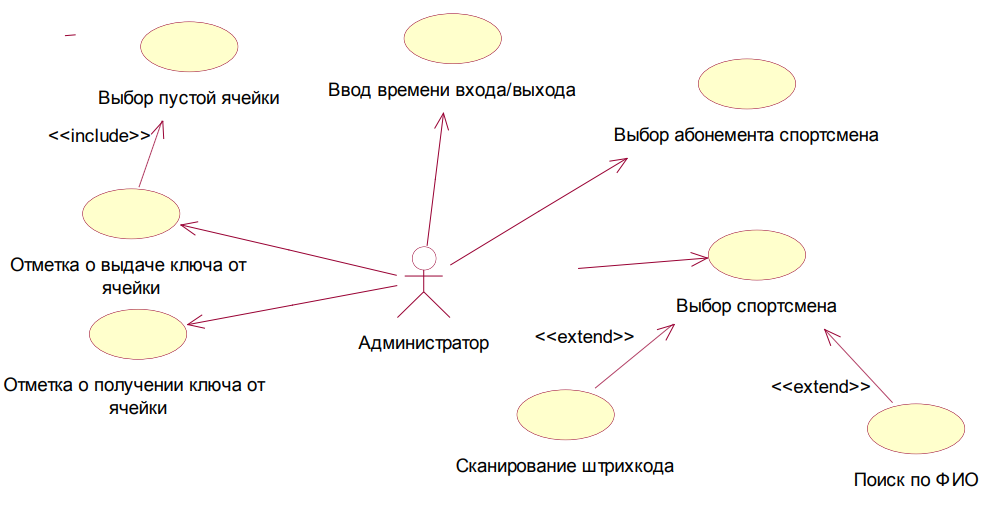 Выбор пустой ячейки
Ввод времени входа/выхода
Выбор абонемента спортсмена
<<include>>
Отметка о выдаче ключа от
ячейки
Выбор спортсмена
Администратор
<<extend>>
Отметка о получении ключа от
ячейки
<<extend>>
Сканирование штрихкода
Поиск по ФИО